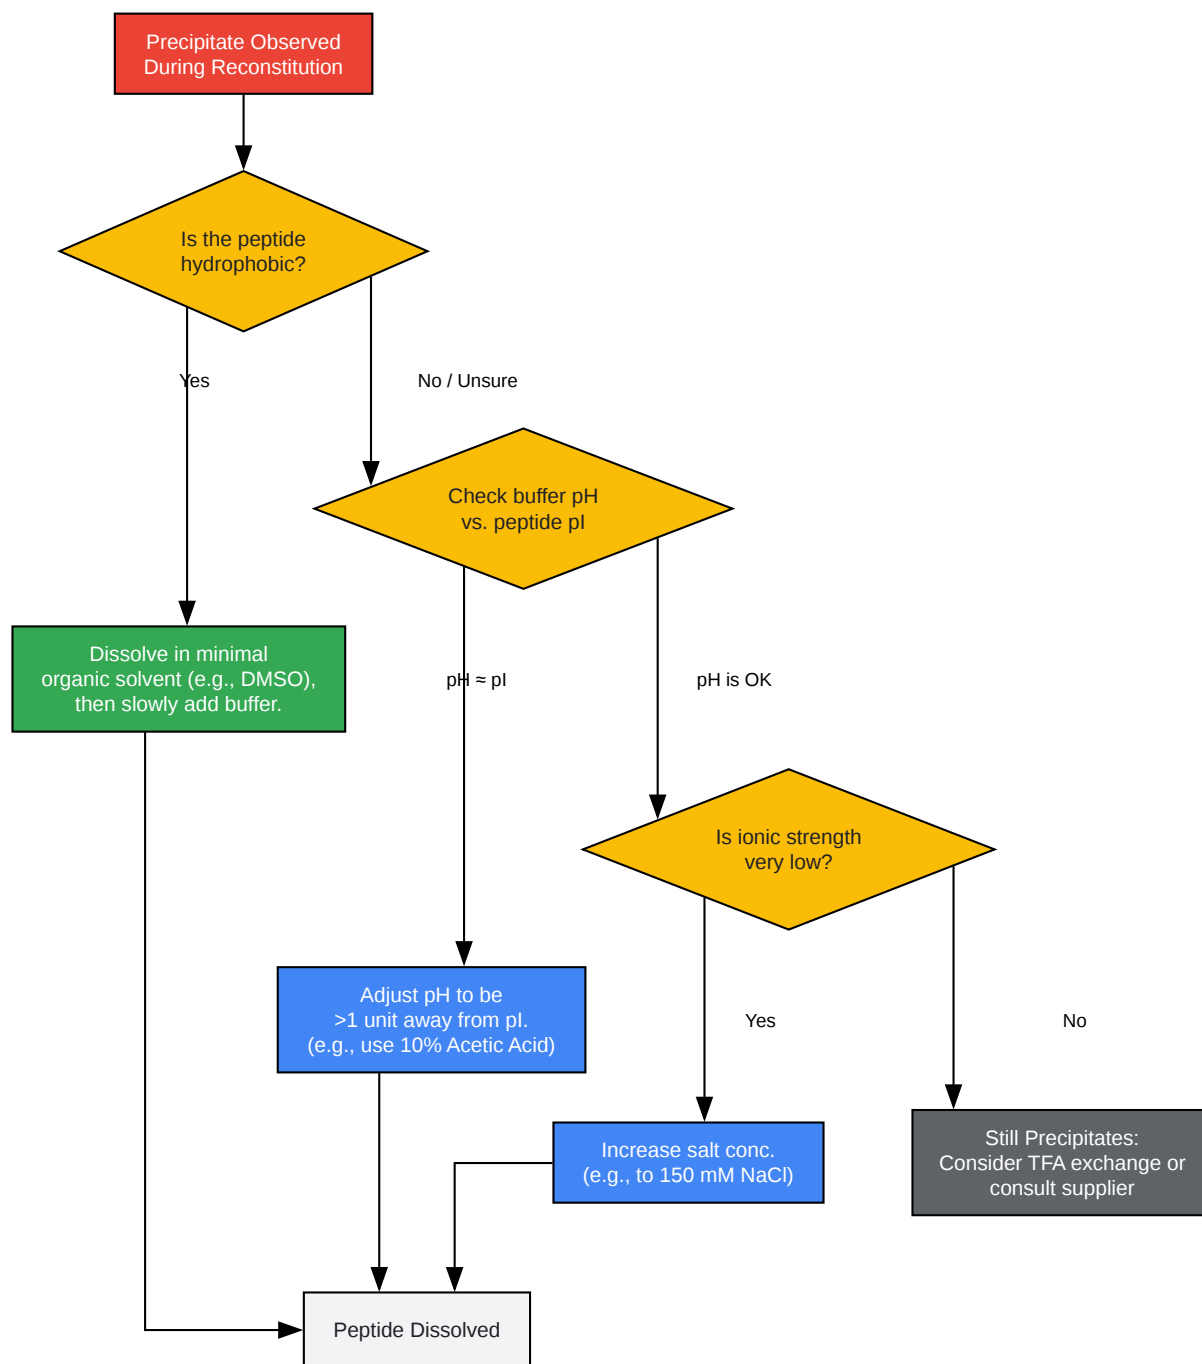 Precipitate Observed
During Reconstitution
Is the peptide
hydrophobic?
Yes
No / Unsure
Check buffer pH
vs. peptide pI
Dissolve in minimal
organic solvent (e.g., DMSO),
then slowly add buffer.
pH ≈ pI
pH is OK
Is ionic strength
very low?
Adjust pH to be
>1 unit away from pI.
(e.g., use 10% Acetic Acid)
Yes
No
Increase salt conc.
(e.g., to 150 mM NaCl)
Still Precipitates:
Consider TFA exchange or
consult supplier
Peptide Dissolved